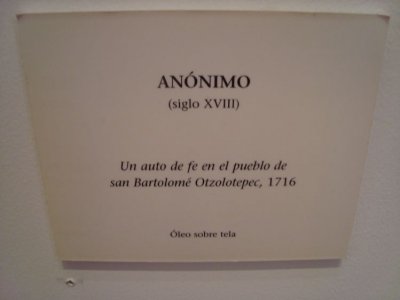 ANÓNIMO
(siglo XVIII)
Un auto de fe en el pueblo de
san Bartolomé Otzolotepec, 1716
Óleo sobre tela